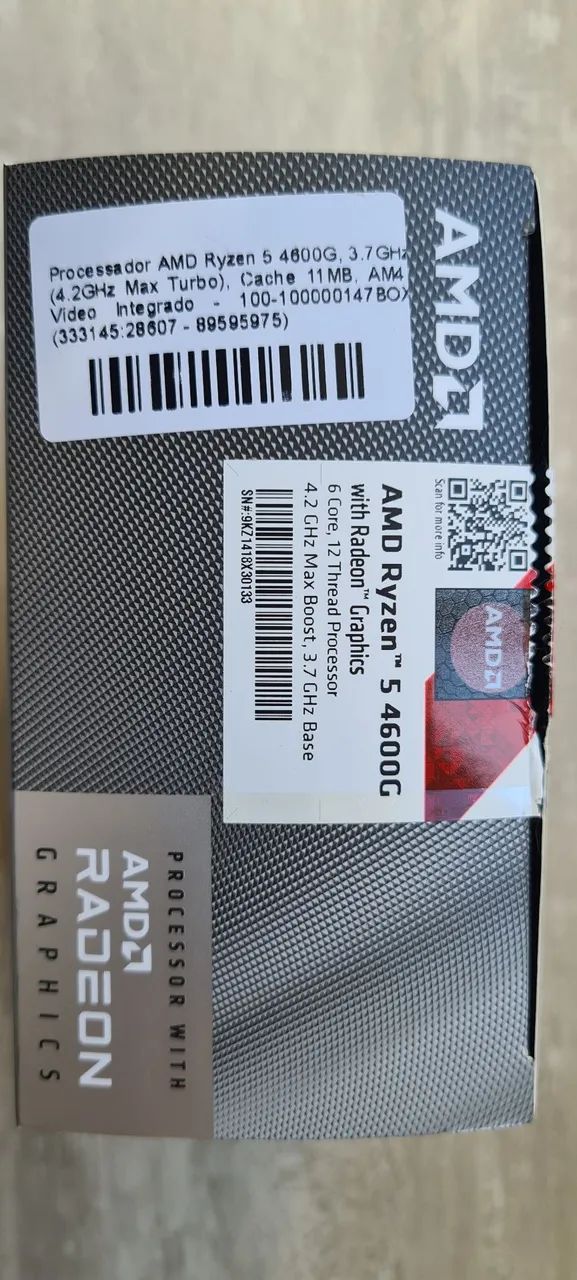 Processador AMD Ryzen 5 4600G, 3.7GHz
(4.2GHz Max Turbo), Cache 11MB, AM4
Vídeo Integrado - 100-100000147BOX
(333145:28607 - 89595975)
AMD
Scan for more info
AMD
AMD Ryzen™ 5 4600G
with Radeon™ Graphics
6 Core, 12 Thread Processor
4.2 GHz Max Boost, 3.7 GHz Base
SN#:9KZ1418X30133
PROCESSOR WITH
AMD
RADEON
GRAPHICS